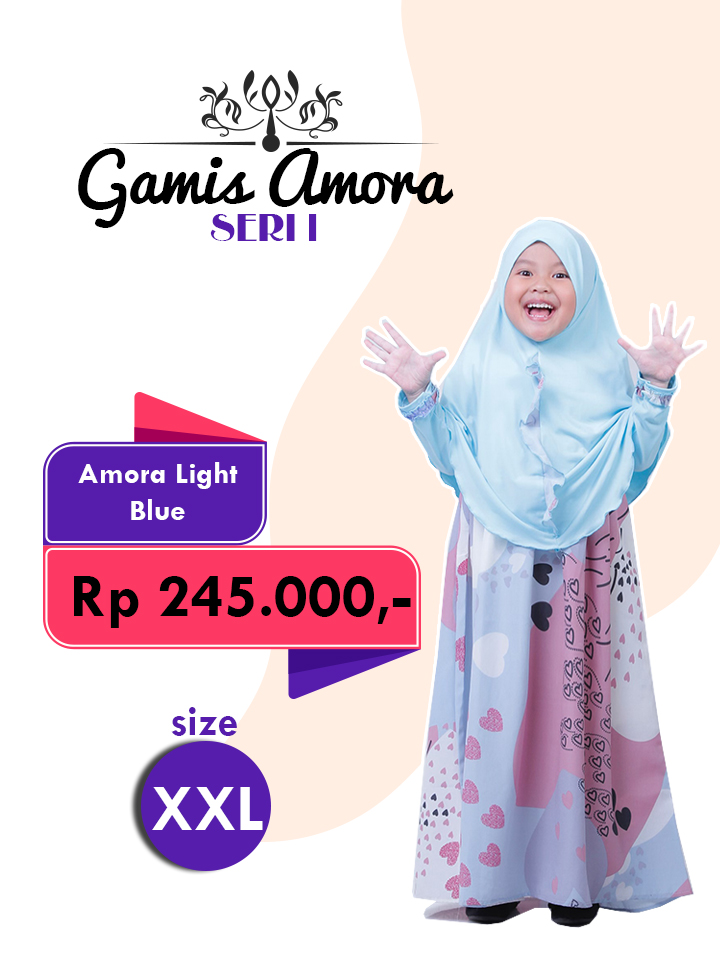 Gamis Amora
SERI I
Amora Light
Blue
Rp 245.000,-
size
XXL